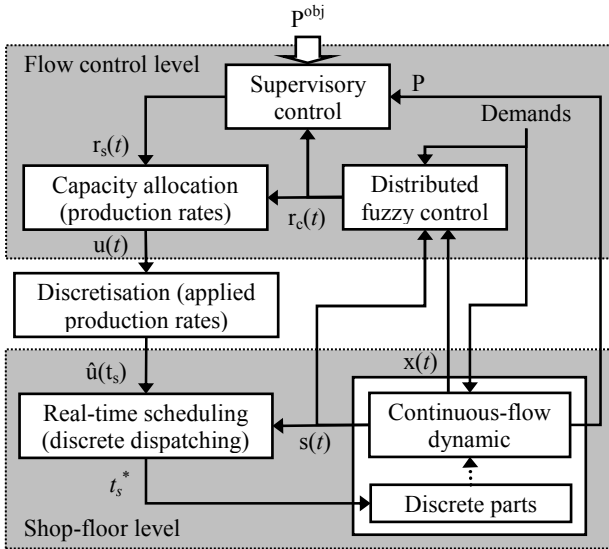 P^obj
Flow control level
Supervisory
control
P
Demands
r_s(t)
Capacity allocation
(production rates)
Distributed
fuzzy control
r_c(t)
u(t)
Discretisation (applied
production rates)
û(t_s)
x(t)
Real-time scheduling
(discrete dispatching)
s(t)
Continuous-flow
dynamic
t_s^*
Discrete parts
Shop-floor level